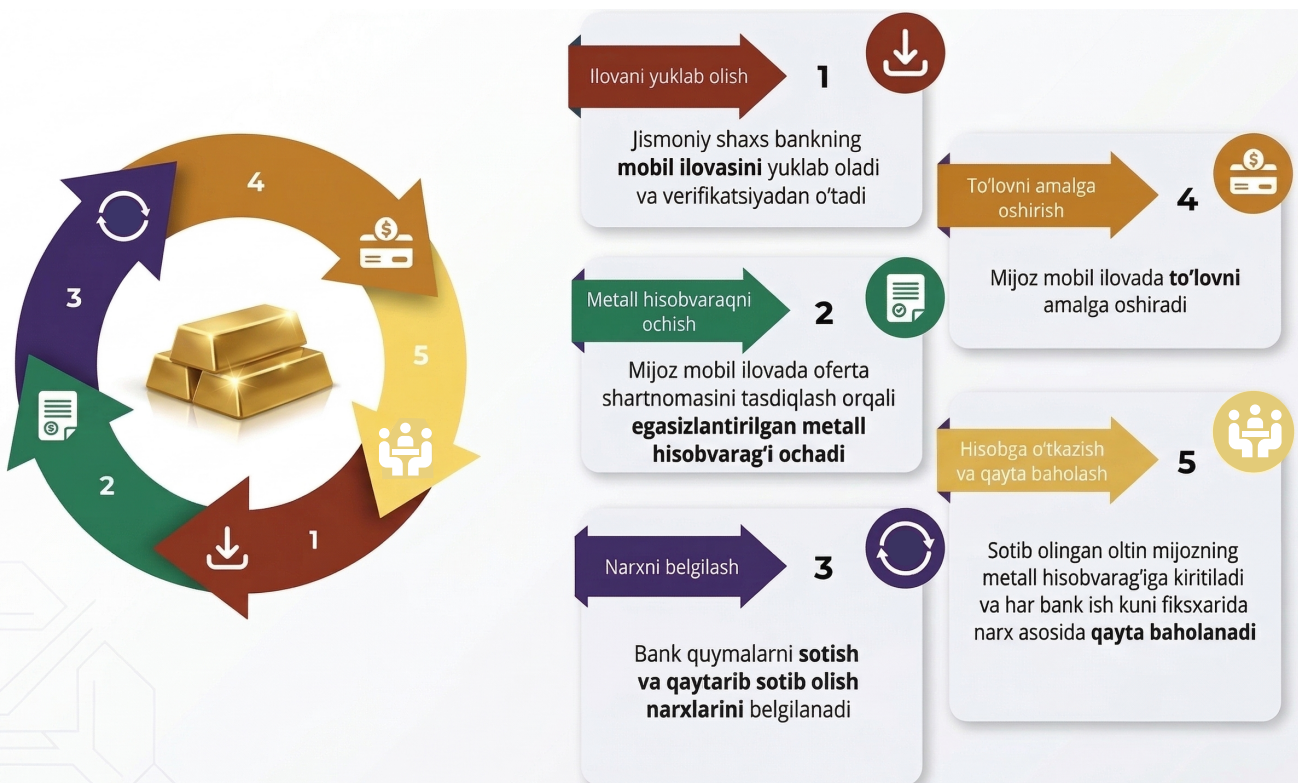 4
3
5
2
1
Ilovani yuklab olish
1
Jismoniy shaxs bankning
mobil ilovasini yuklab oladi
va verifikatsiyadan o'tadi
Metall hisobvaraqni
ochish
2
Mijoz mobil ilovada oferta
shartnomasini tasdiqlash orqali
egasizlantirilgan metall
hisobvarag'i ochadi
Narxni belgilash
3
Bank quymalarni sotish
va qaytarib sotib olish
narxlarini belgilanadi
To'lovni amalga
oshirish
4
Mijoz mobil ilovada to'lovni
amalga oshiradi
Hisobga o'tkazish
va qayta baholash
5
Sotib olingan oltin mijozning
metall hisobvarag'iga kiritiladi
va har bank ish kuni fiksxarida
narx asosida qayta baholanadi